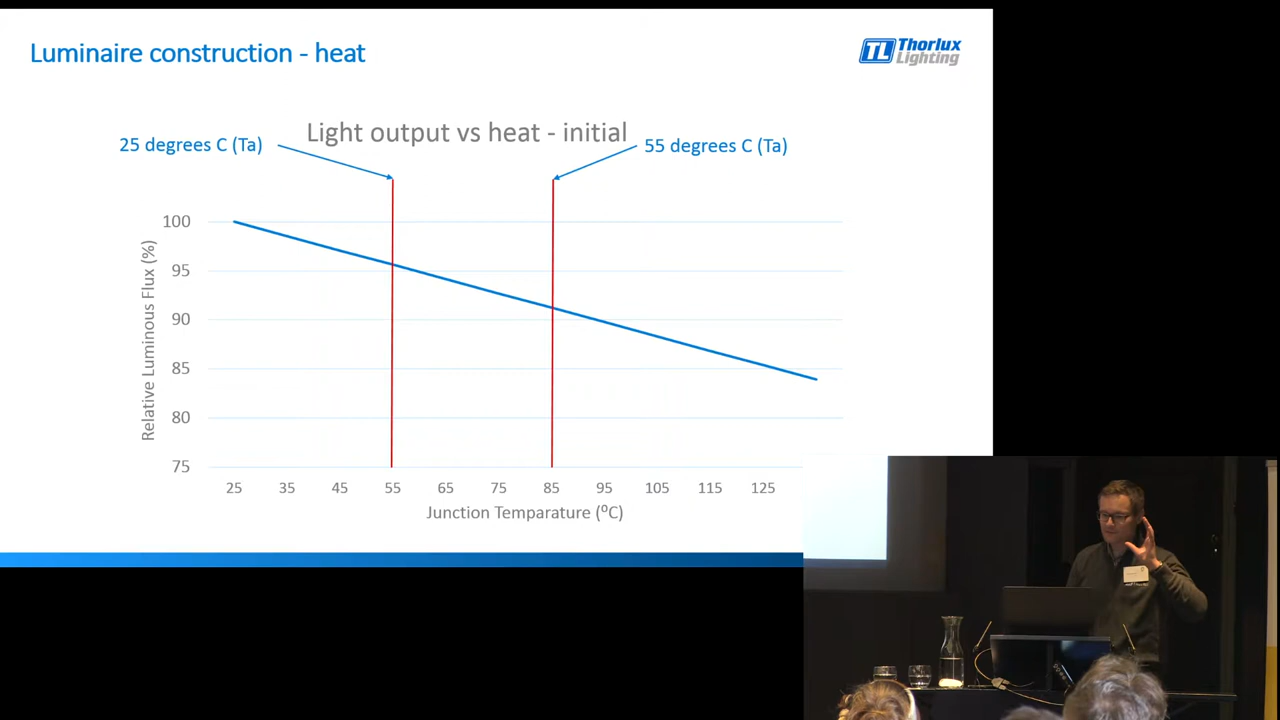 Luminaire construction - heat
TL Thorlux
Lighting
Light output vs heat - initial
25 degrees C (Ta)
55 degrees C (Ta)
Relative Luminous Flux (%)
100
95
90
85
80
75
25 35 45 55 65 75 85 95 105 115 125
Junction Temparature (⁰C)